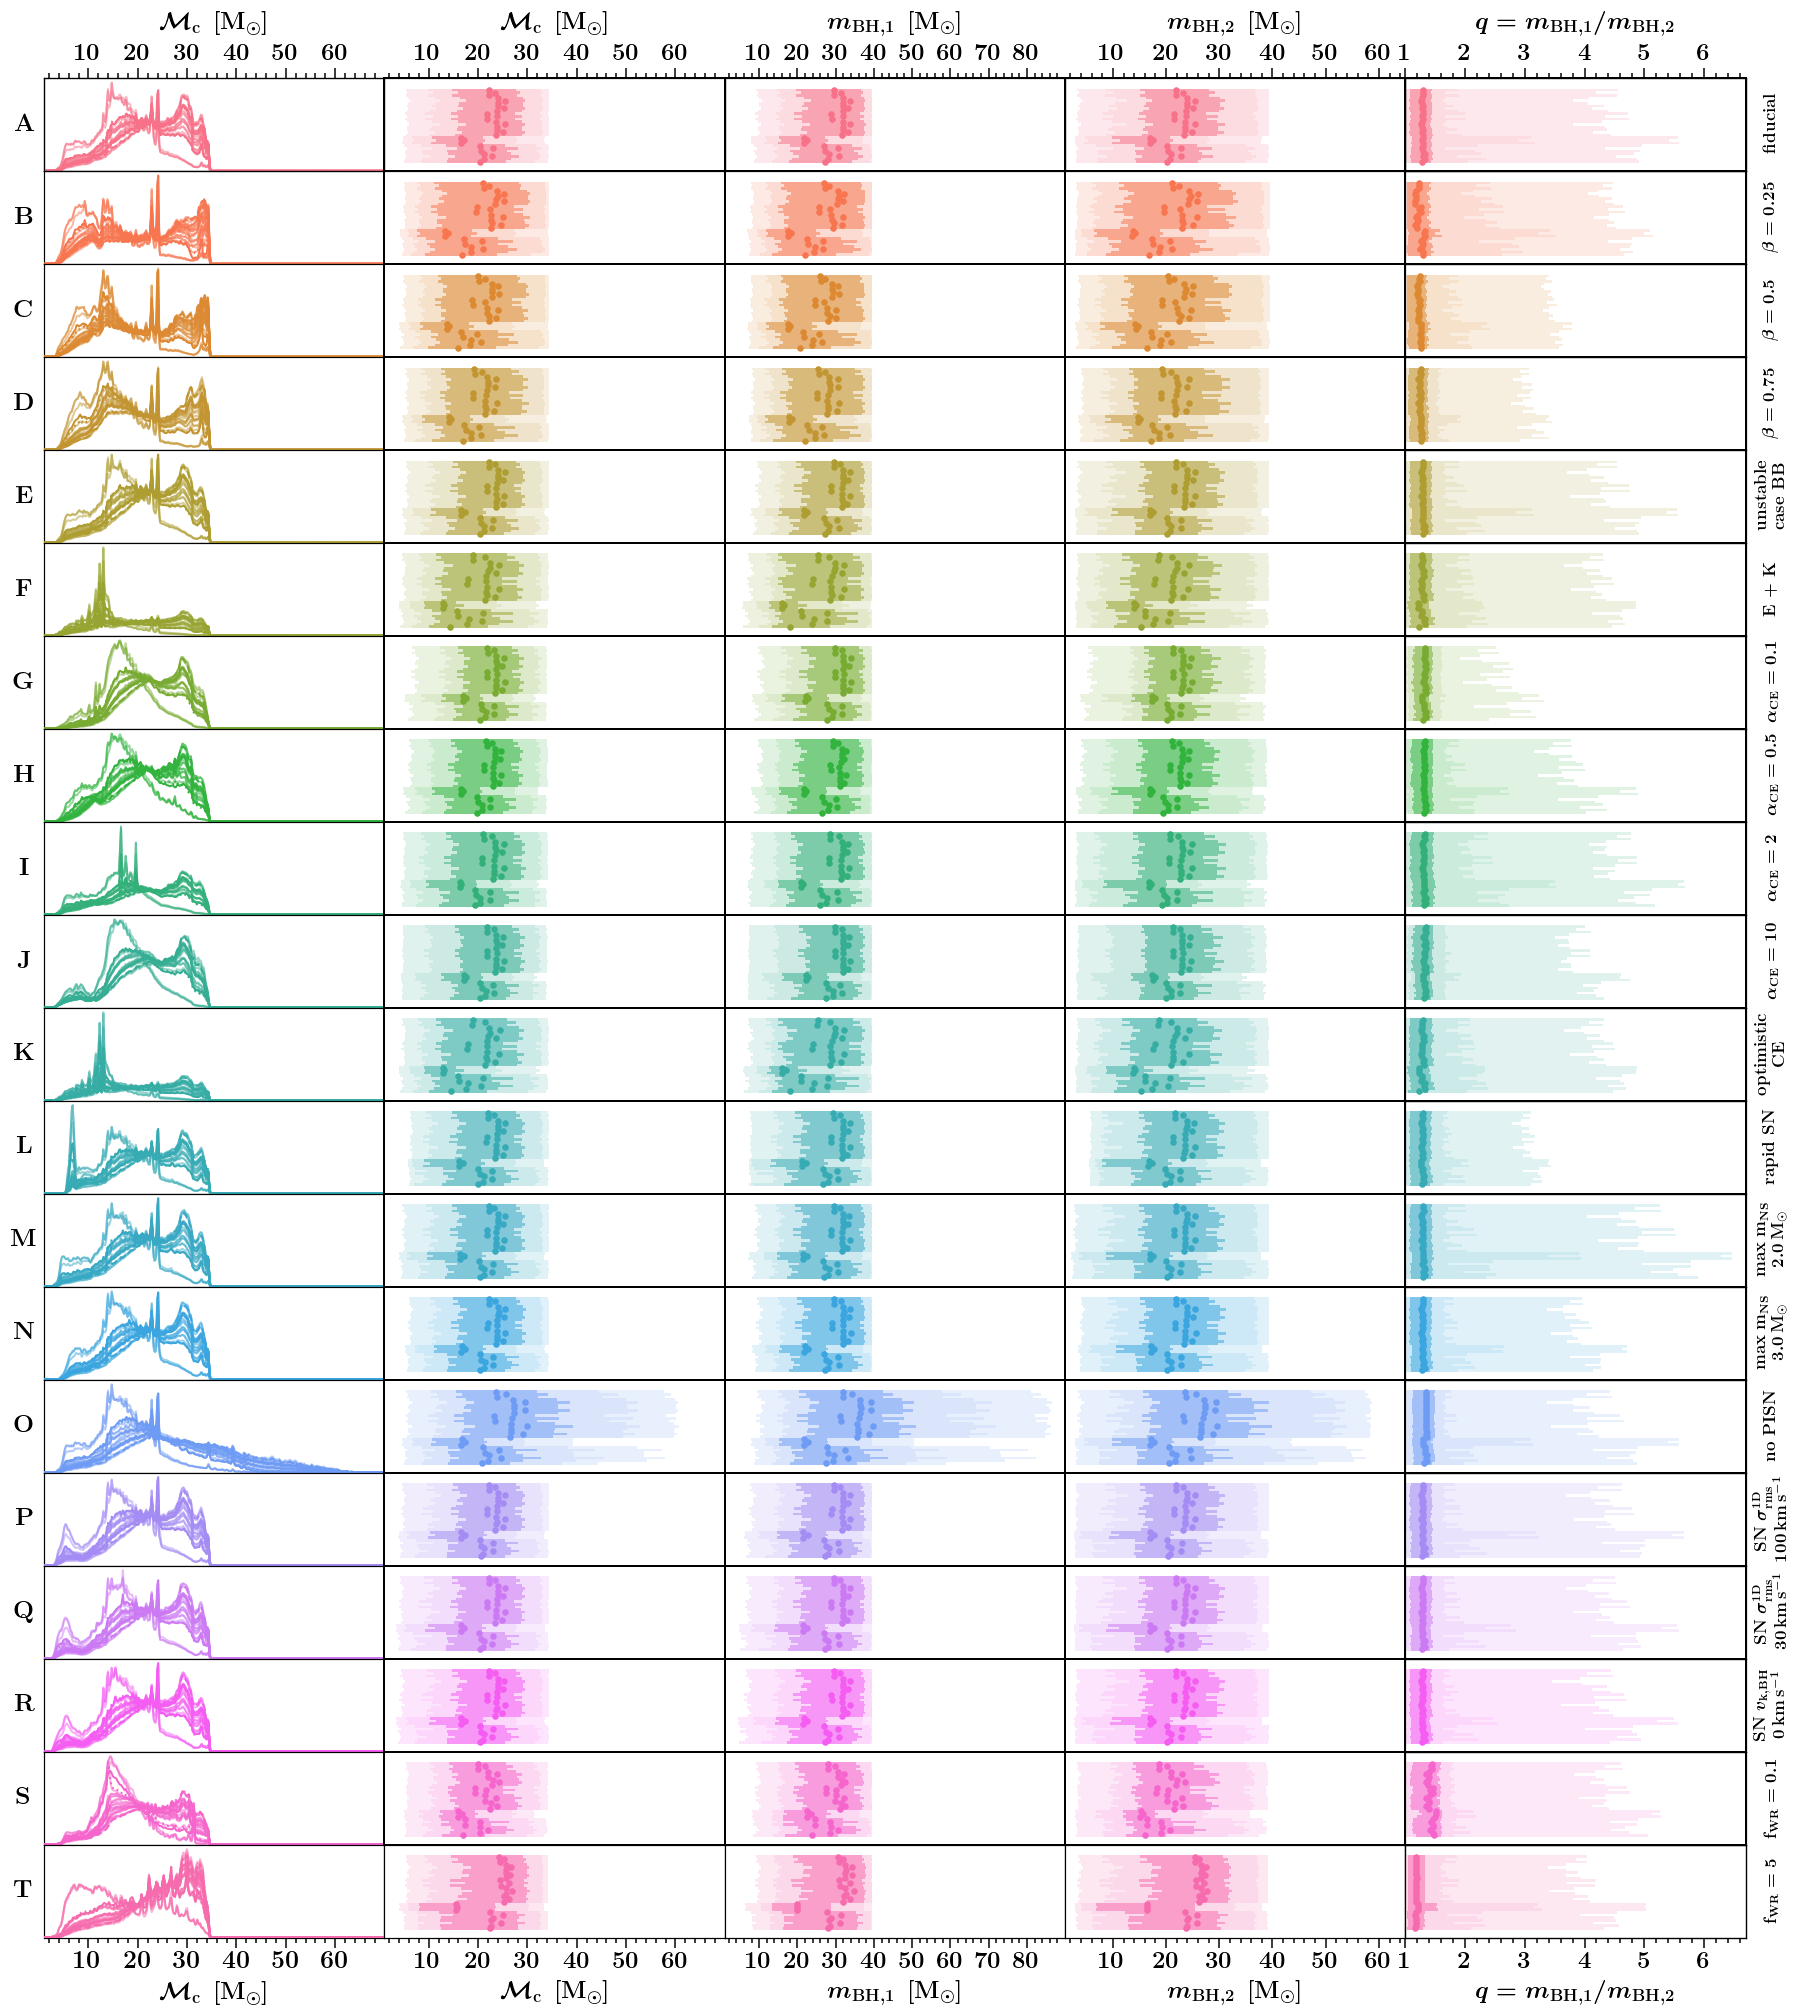 𝓜c [M⊙] 𝓜c [M⊙] mBH,1 [M⊙] mBH,2 [M⊙] q = mBH,1/mBH,2
10 20 30 40 50 60 10 20 30 40 50 60 10 20 30 40 50 60 70 80 10 20 30 40 50 60 1 2 3 4 5 6
A fiducial
B β = 0.25
C β = 0.5
D β = 0.75
E unstable
case BB
F E + K
G αCE = 0.1
H αCE = 0.5
I αCE = 2
J αCE = 10
K optimistic
CE
L rapid SN
M max mNS
2.0 M⊙
N max mNS
3.0 M⊙
O no PISN
P SN σ¹ᴰrms
100 km s⁻¹
Q SN σ¹ᴰrms
30 km s⁻¹
R SN vk,BH
0 km s⁻¹
S fWR = 0.1
T fWR = 5
10 20 30 40 50 60 10 20 30 40 50 60 10 20 30 40 50 60 70 80 10 20 30 40 50 60 1 2 3 4 5 6
𝓜c [M⊙] 𝓜c [M⊙] mBH,1 [M⊙] mBH,2 [M⊙] q = mBH,1/mBH,2